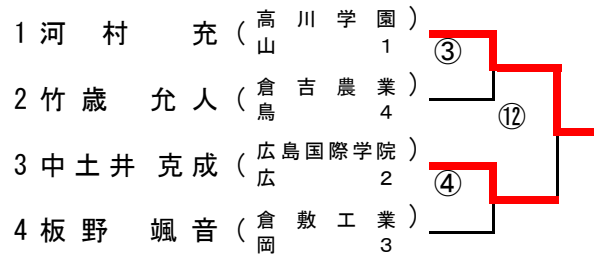 1 河村 充 (高川学園 山 1)
③
2 竹歳 允人 (倉吉農業 鳥 4)
⑫
3 中土井 克成 (広島国際学院 広 2)
④
4 板野 颯音 (倉敷工業 岡 3)